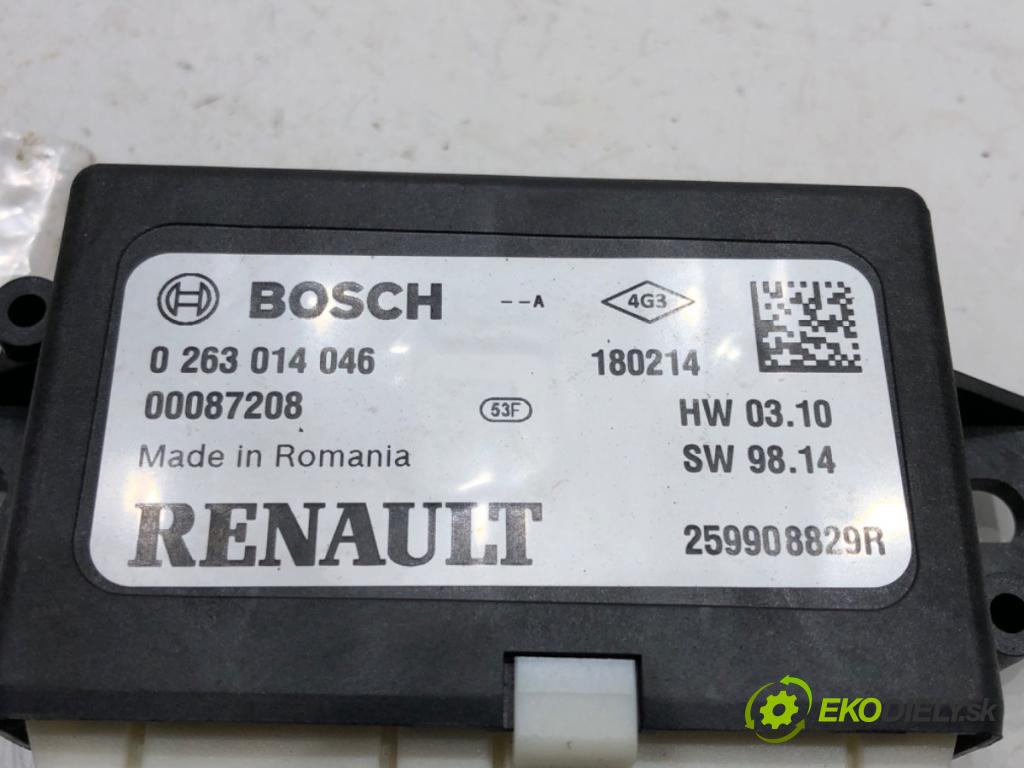 BOSCH --A 4G3
0 263 014 046 180214
00087208 53F HW 03.10
Made in Romania SW 98.14
RENAULT 259908829R
EKODIELY.sk